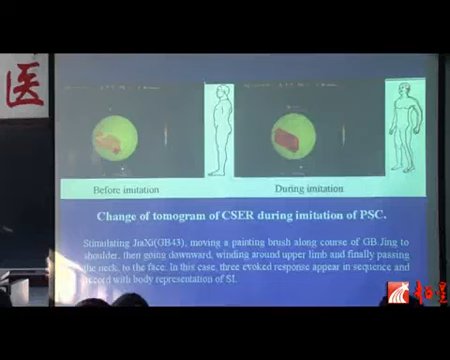 医
Before imitation
During imitation
Change of tomogram of CSER during imitation of PSC.
Stimulating JiaXi(GB43), moving a painting brush along course of GB.Jing to
shoulder, then going downward, winding around upper limb and finally passing
the neck, to the face. In this case, three evoked response appear in sequence and
accord with body representation of SI.